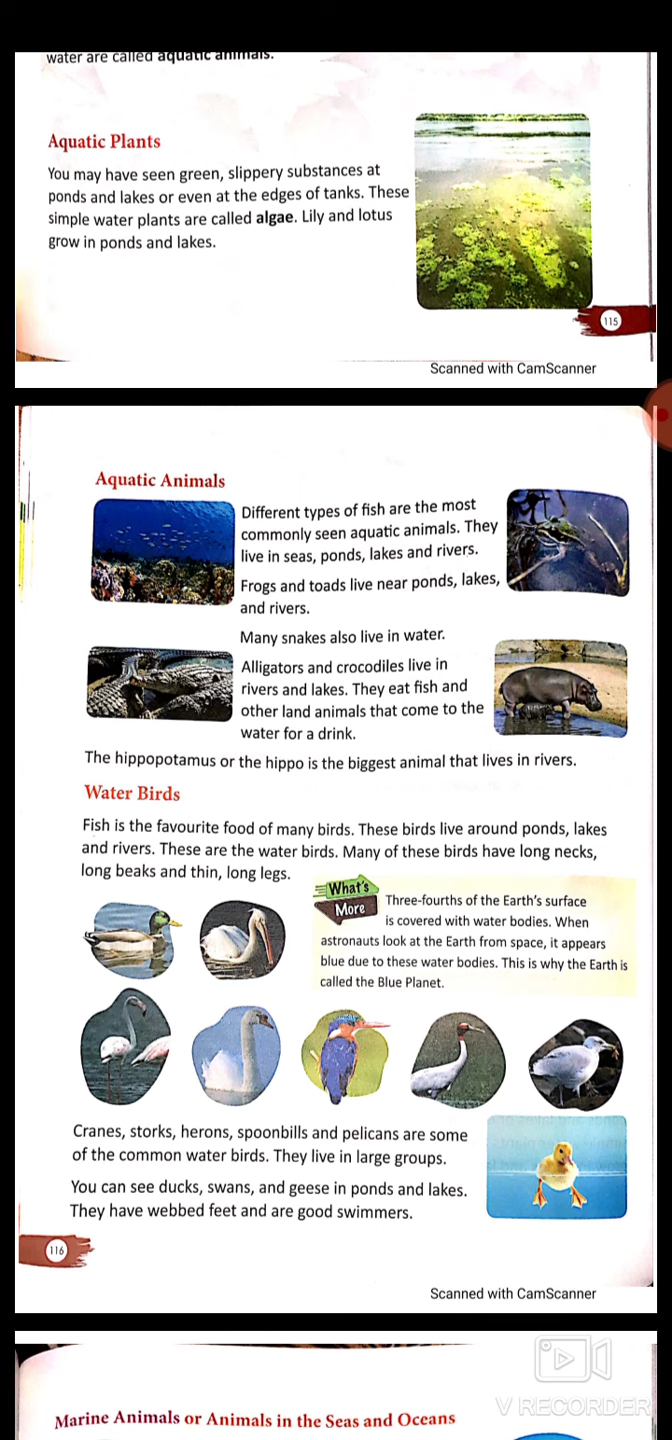 water are called aquatic animals.
Aquatic Plants
You may have seen green, slippery substances at
ponds and lakes or even at the edges of tanks. These
simple water plants are called algae. Lily and lotus
grow in ponds and lakes.
115
Scanned with CamScanner
Aquatic Animals
Different types of fish are the most
commonly seen aquatic animals. They
live in seas, ponds, lakes and rivers.
Frogs and toads live near ponds, lakes,
and rivers.
Many snakes also live in water.
Alligators and crocodiles live in
rivers and lakes. They eat fish and
other land animals that come to the
water for a drink.
The hippopotamus or the hippo is the biggest animal that lives in rivers.
Water Birds
Fish is the favourite food of many birds. These birds live around ponds, lakes
and rivers. These are the water birds. Many of these birds have long necks,
long beaks and thin, long legs.
What's
More
Three-fourths of the Earth's surface
is covered with water bodies. When
astronauts look at the Earth from space, it appears
blue due to these water bodies. This is why the Earth is
called the Blue Planet.
Cranes, storks, herons, spoonbills and pelicans are some
of the common water birds. They live in large groups.
You can see ducks, swans, and geese in ponds and lakes.
They have webbed feet and are good swimmers.
116
Scanned with CamScanner
V RECORDER
Marine Animals or Animals in the Seas and Oceans